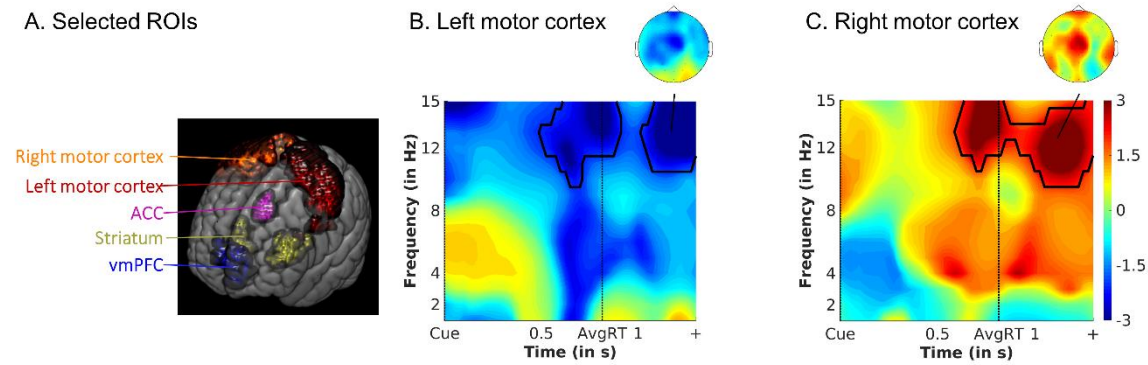 A. Selected ROIs
Right motor cortex
Left motor cortex
ACC
Striatum
vmPFC
B. Left motor cortex
15
12
8
4
2
Frequency (in Hz)
Cue 0.5 AvgRT 1 +
Time (in s)
C. Right motor cortex
15
12
8
4
2
Frequency (in Hz)
Cue 0.5 AvgRT 1 +
Time (in s)
3
1.5
0
-1.5
-3